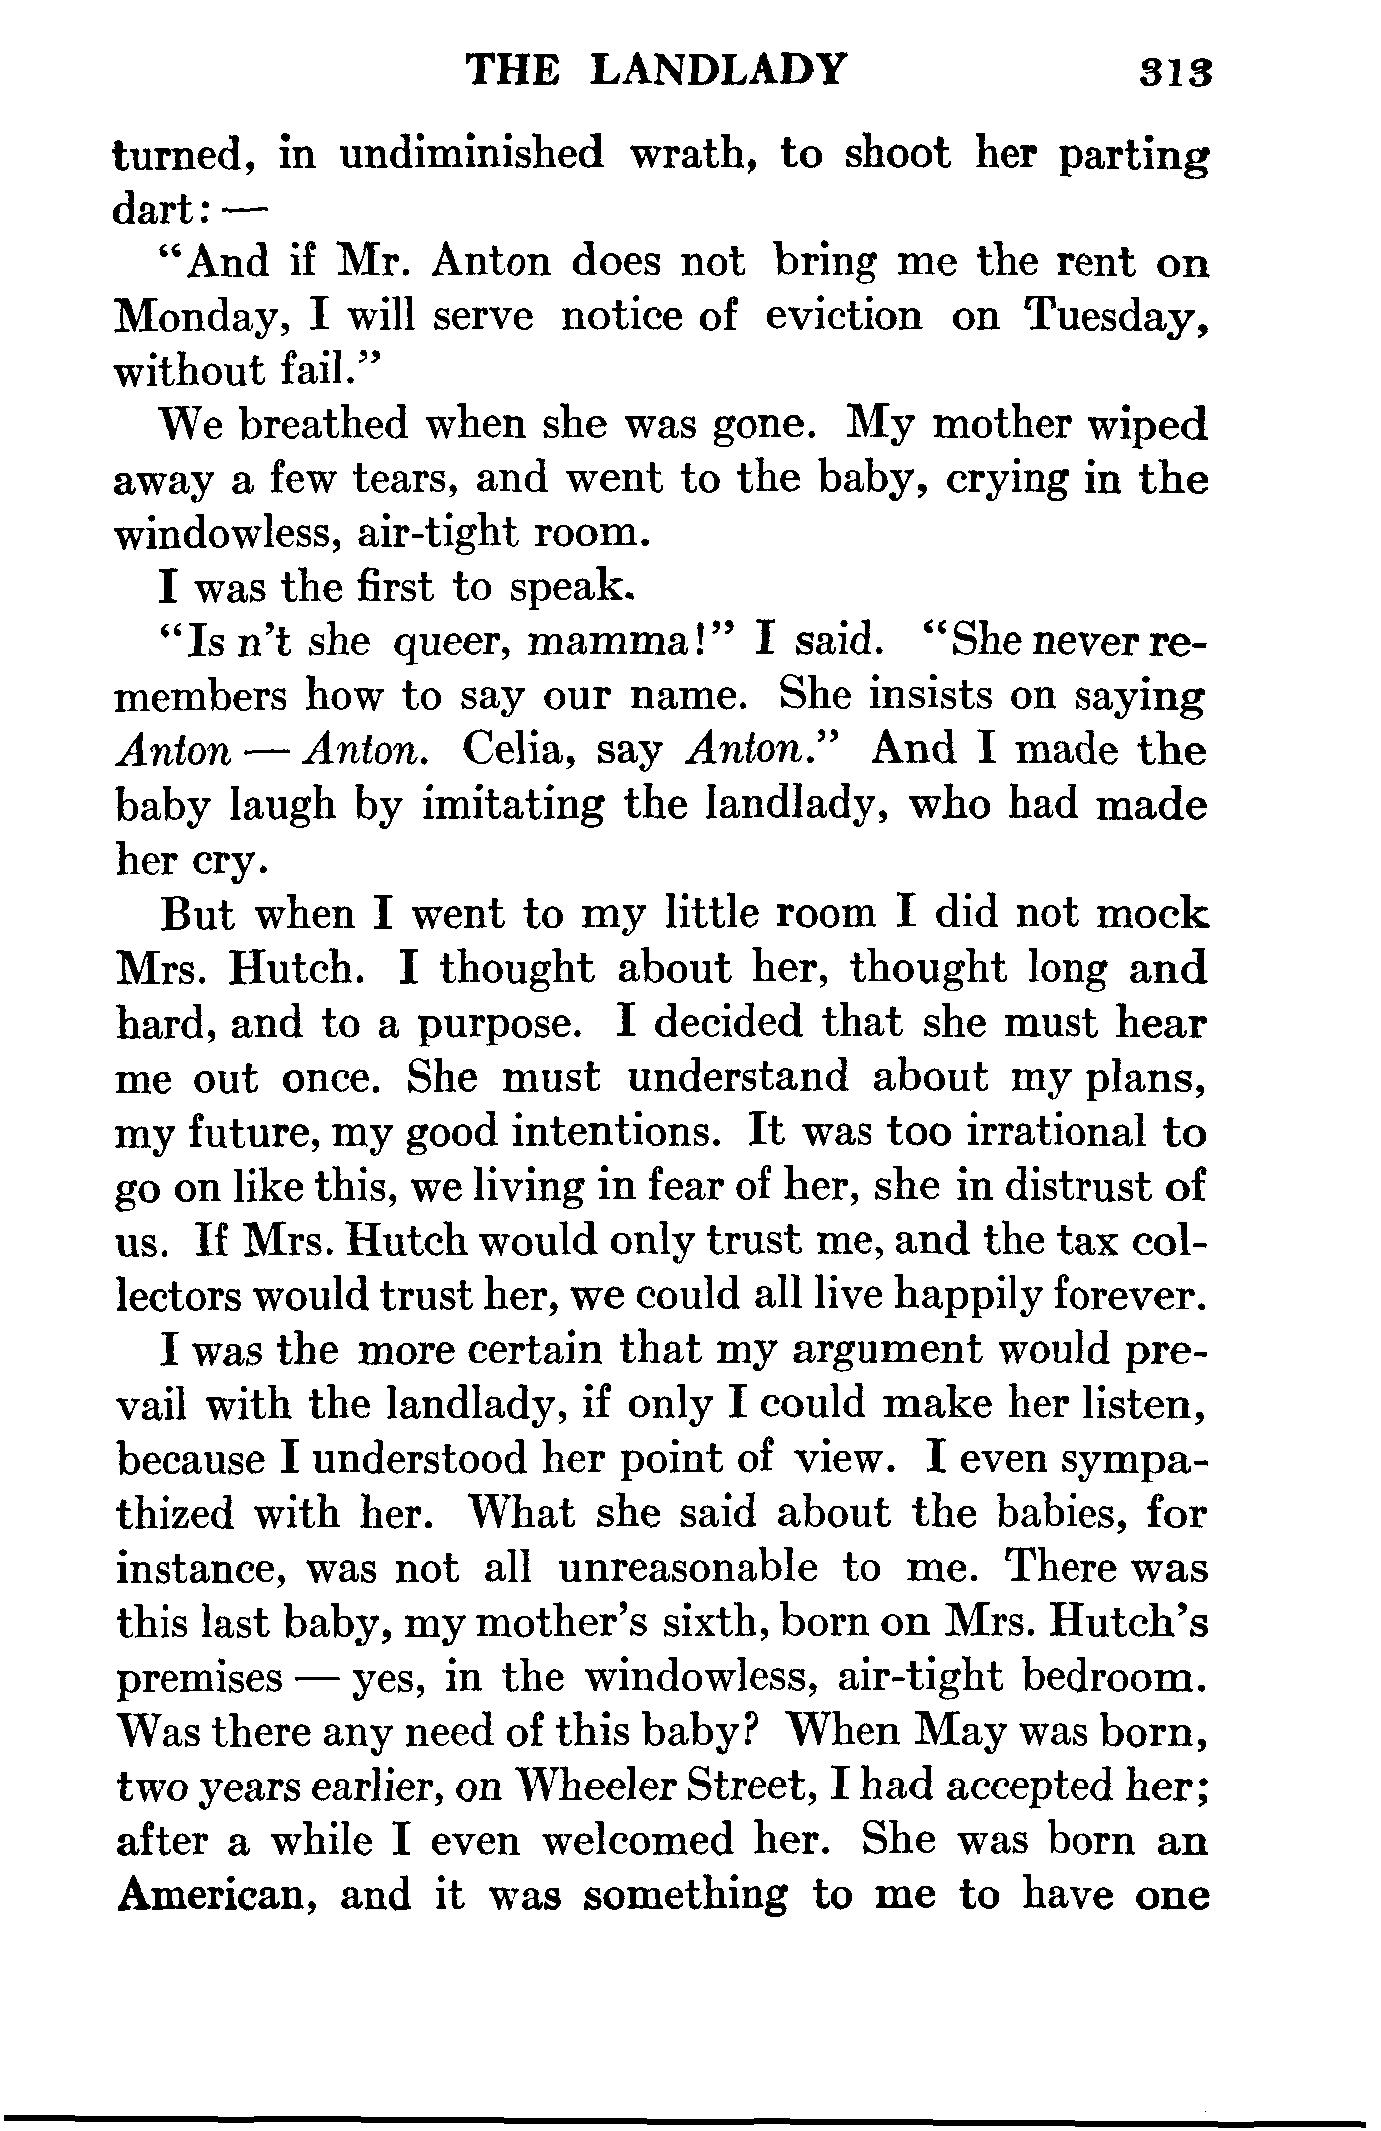 THE LANDLADY 313
turned, in undiminished wrath, to shoot her parting
dart: —
“And if Mr. Anton does not bring me the rent on
Monday, I will serve notice of eviction on Tuesday,
without fail.”
We breathed when she was gone. My mother wiped
away a few tears, and went to the baby, crying in the
windowless, air-tight room.
I was the first to speak.
“Is n’t she queer, mamma!” I said. “She never re-
members how to say our name. She insists on saying
Anton — Anton. Celia, say Anton.” And I made the
baby laugh by imitating the landlady, who had made
her cry.
But when I went to my little room I did not mock
Mrs. Hutch. I thought about her, thought long and
hard, and to a purpose. I decided that she must hear
me out once. She must understand about my plans,
my future, my good intentions. It was too irrational to
go on like this, we living in fear of her, she in distrust of
us. If Mrs. Hutch would only trust me, and the tax col-
lectors would trust her, we could all live happily forever.
I was the more certain that my argument would pre-
vail with the landlady, if only I could make her listen,
because I understood her point of view. I even sympa-
thized with her. What she said about the babies, for
instance, was not all unreasonable to me. There was
this last baby, my mother’s sixth, born on Mrs. Hutch’s
premises — yes, in the windowless, air-tight bedroom.
Was there any need of this baby? When May was born,
two years earlier, on Wheeler Street, I had accepted her;
after a while I even welcomed her. She was born an
American, and it was something to me to have one